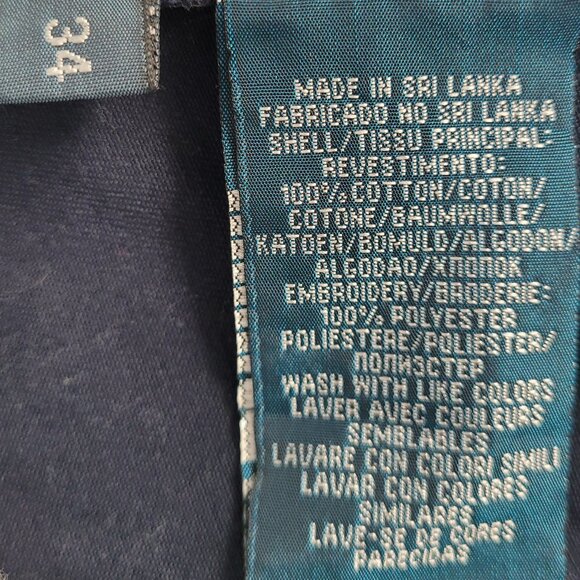 34
MADE IN SRI LANKA
FABRICADO NO SRI LANKA
SHELL/TISSU PRINCIPAL:
REVESTIMENTO:
100% COTTON/COTON/
COTONE/BAUMWOLLE/
KATOEN/BOMULD/ALGODON/
ALGODAO/ХЛОПОК
EMBROIDERY/BRODERIE:
100% POLYESTER
POLIESTERE/POLIESTER/
ПОЛИЭСТЕР
WASH WITH LIKE COLORS
LAVER AVEC COULEURS
SEMBLABLES
LAVARE CON COLORI SIMILI
LAVAR CON COLORES
SIMILARES
LAVE-SE DE CORES
PARECIDAS